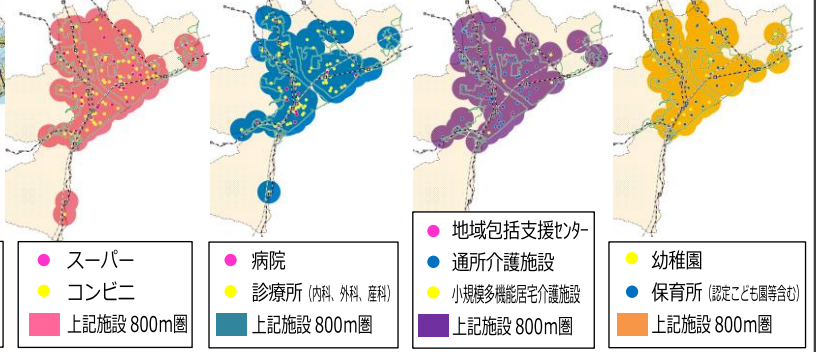 スーパー
コンビニ
上記施設 800m圏
病院
診療所 (内科、外科、産科)
上記施設 800m圏
地域包括支援ｾﾝﾀｰ
通所介護施設
小規模多機能居宅介護施設
上記施設 800m圏
幼稚園
保育所 (認定こども園等含む)
上記施設 800m圏